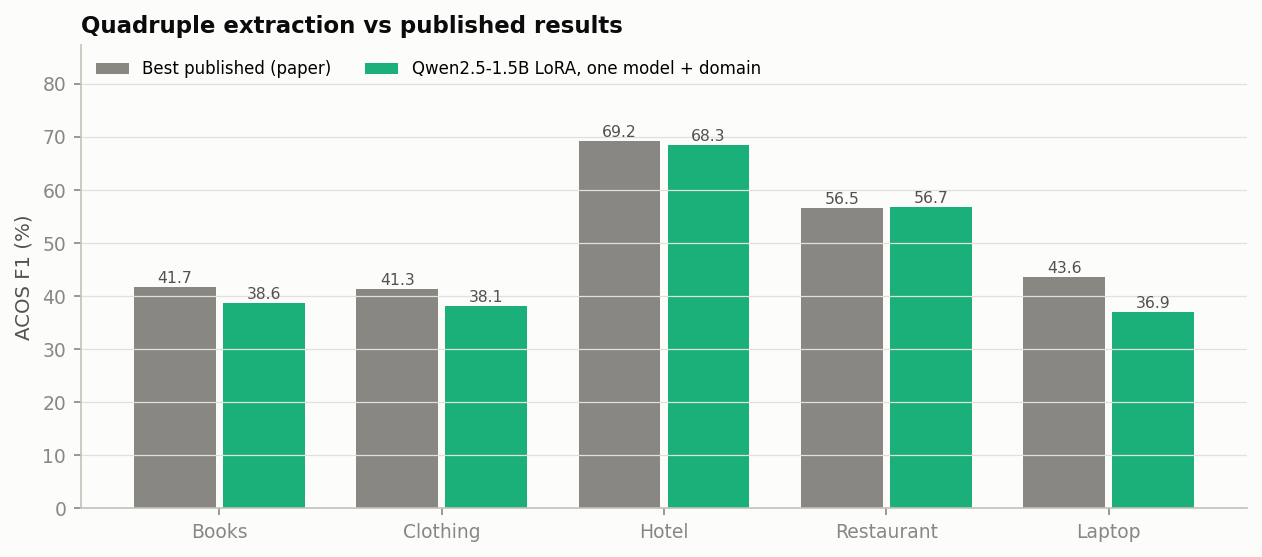 Quadruple extraction vs published results
Best published (paper)
Qwen2.5-1.5B LoRA, one model + domain
ACOS F1 (%)
80
70
60
50
40
30
20
10
0
41.7
38.6
41.3
38.1
69.2
68.3
56.5
56.7
43.6
36.9
Books
Clothing
Hotel
Restaurant
Laptop